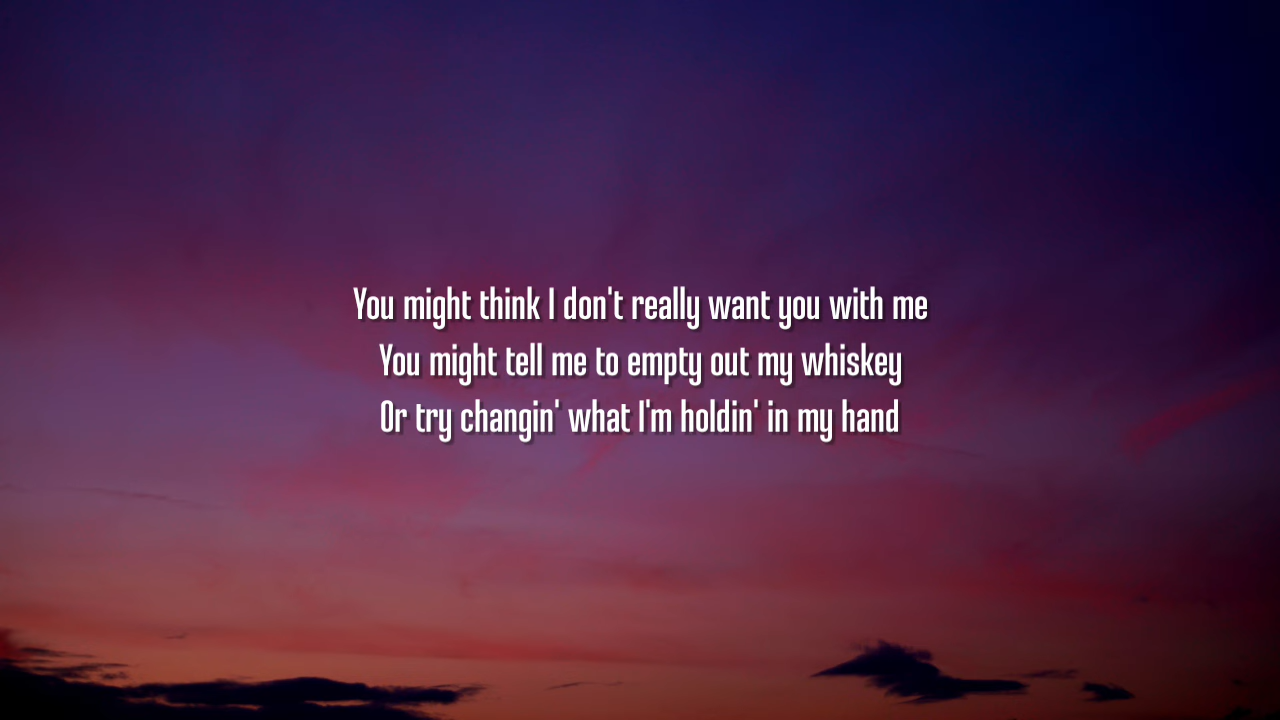 You might think I don't really want you with me
You might tell me to empty out my whiskey
Or try changin' what I'm holdin' in my hand